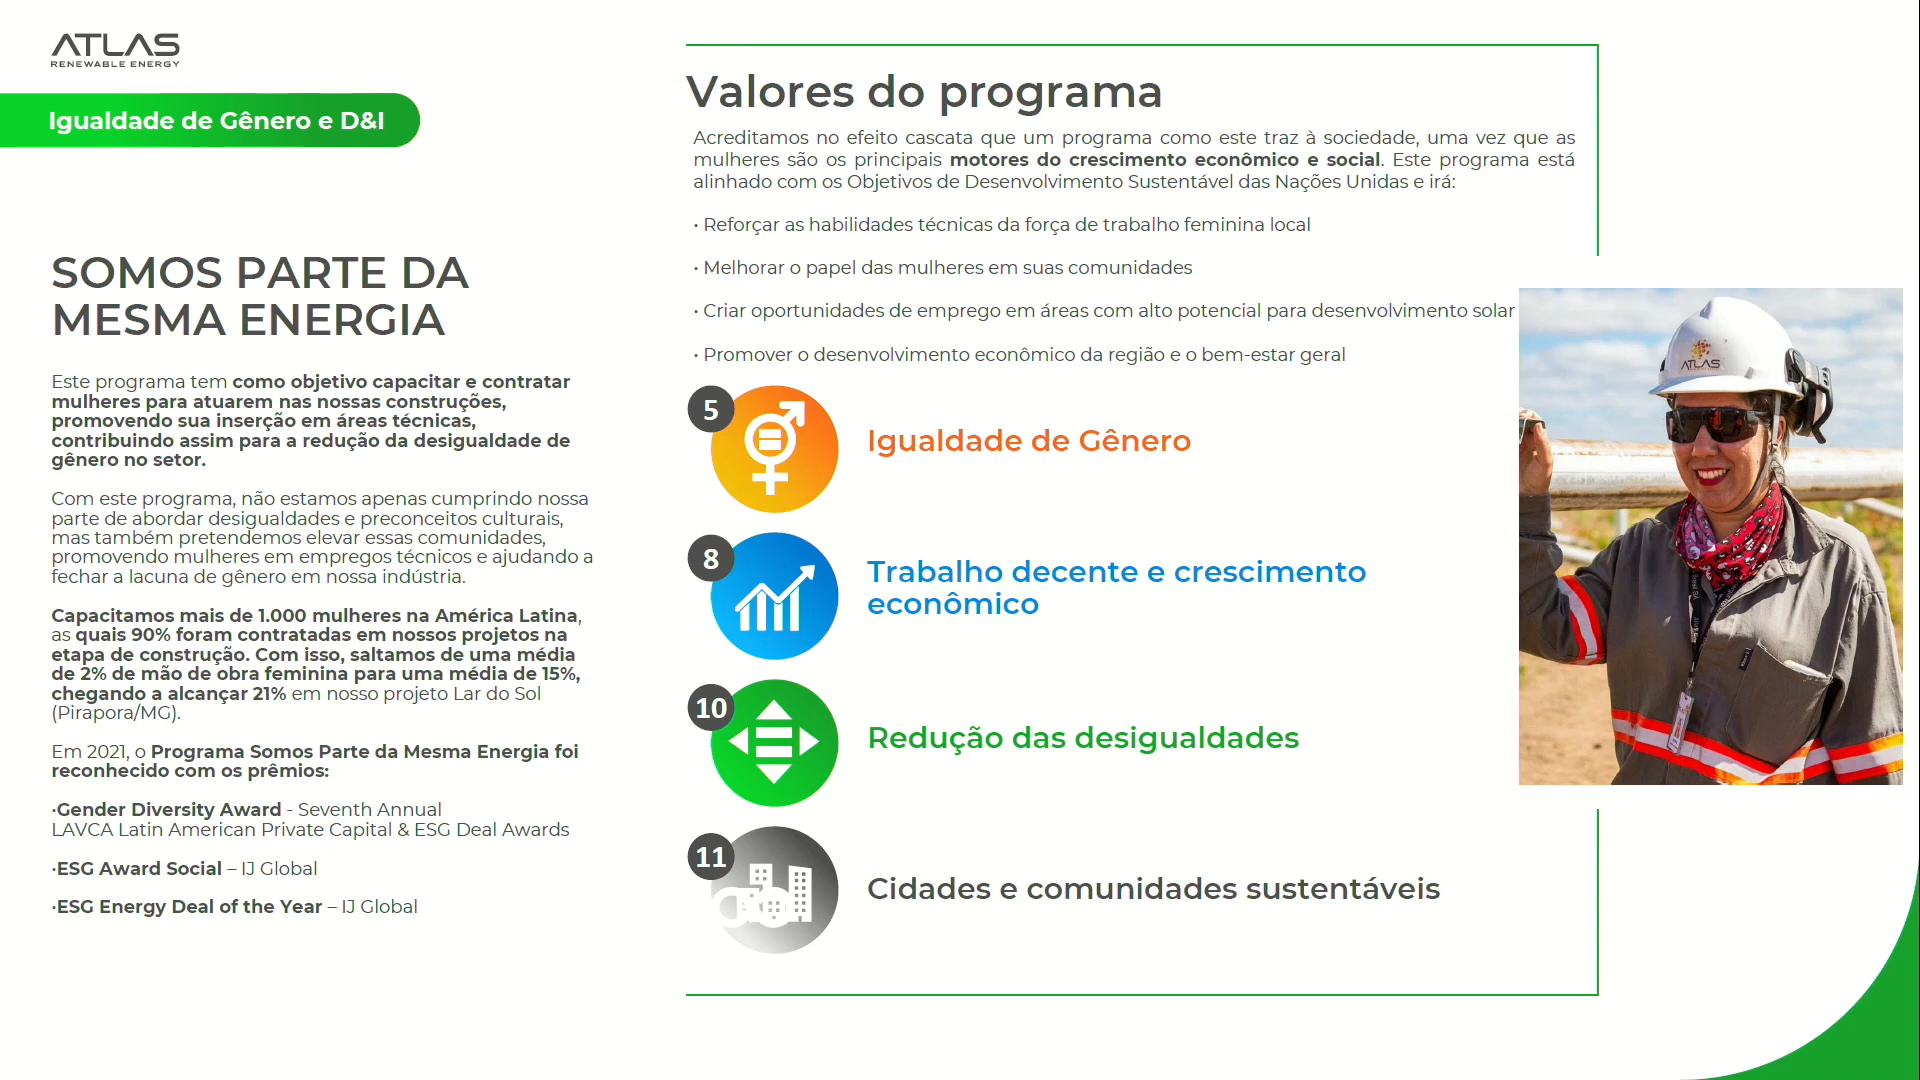 ATLAS
RENEWABLE ENERGY
Igualdade de Gênero e D&I
SOMOS PARTE DA
MESMA ENERGIA
Este programa tem como objetivo capacitar e contratar
mulheres para atuarem nas nossas construções,
promovendo sua inserção em áreas técnicas,
contribuindo assim para a redução da desigualdade de
gênero no setor.
Com este programa, não estamos apenas cumprindo nossa
parte de abordar desigualdades e preconceitos culturais,
mas também pretendemos elevar essas comunidades,
promovendo mulheres em empregos técnicos e ajudando a
fechar a lacuna de gênero em nossa indústria.
Capacitamos mais de 1.000 mulheres na América Latina,
as quais 90% foram contratadas em nossos projetos na
etapa de construção. Com isso, saltamos de uma média
de 2% de mão de obra feminina para uma média de 15%,
chegando a alcançar 21% em nosso projeto Lar do Sol
(Pirapora/MG).
Em 2021, o Programa Somos Parte da Mesma Energia foi
reconhecido com os prêmios:
·Gender Diversity Award - Seventh Annual
LAVCA Latin American Private Capital & ESG Deal Awards
·ESG Award Social – IJ Global
·ESG Energy Deal of the Year – IJ Global
Valores do programa
Acreditamos no efeito cascata que um programa como este traz à sociedade, uma vez que as
mulheres são os principais motores do crescimento econômico e social. Este programa está
alinhado com os Objetivos de Desenvolvimento Sustentável das Nações Unidas e irá:
· Reforçar as habilidades técnicas da força de trabalho feminina local
· Melhorar o papel das mulheres em suas comunidades
· Criar oportunidades de emprego em áreas com alto potencial para desenvolvimento solar
· Promover o desenvolvimento econômico da região e o bem-estar geral
5
Igualdade de Gênero
8
Trabalho decente e crescimento
econômico
10
Redução das desigualdades
11
Cidades e comunidades sustentáveis
ATLAS